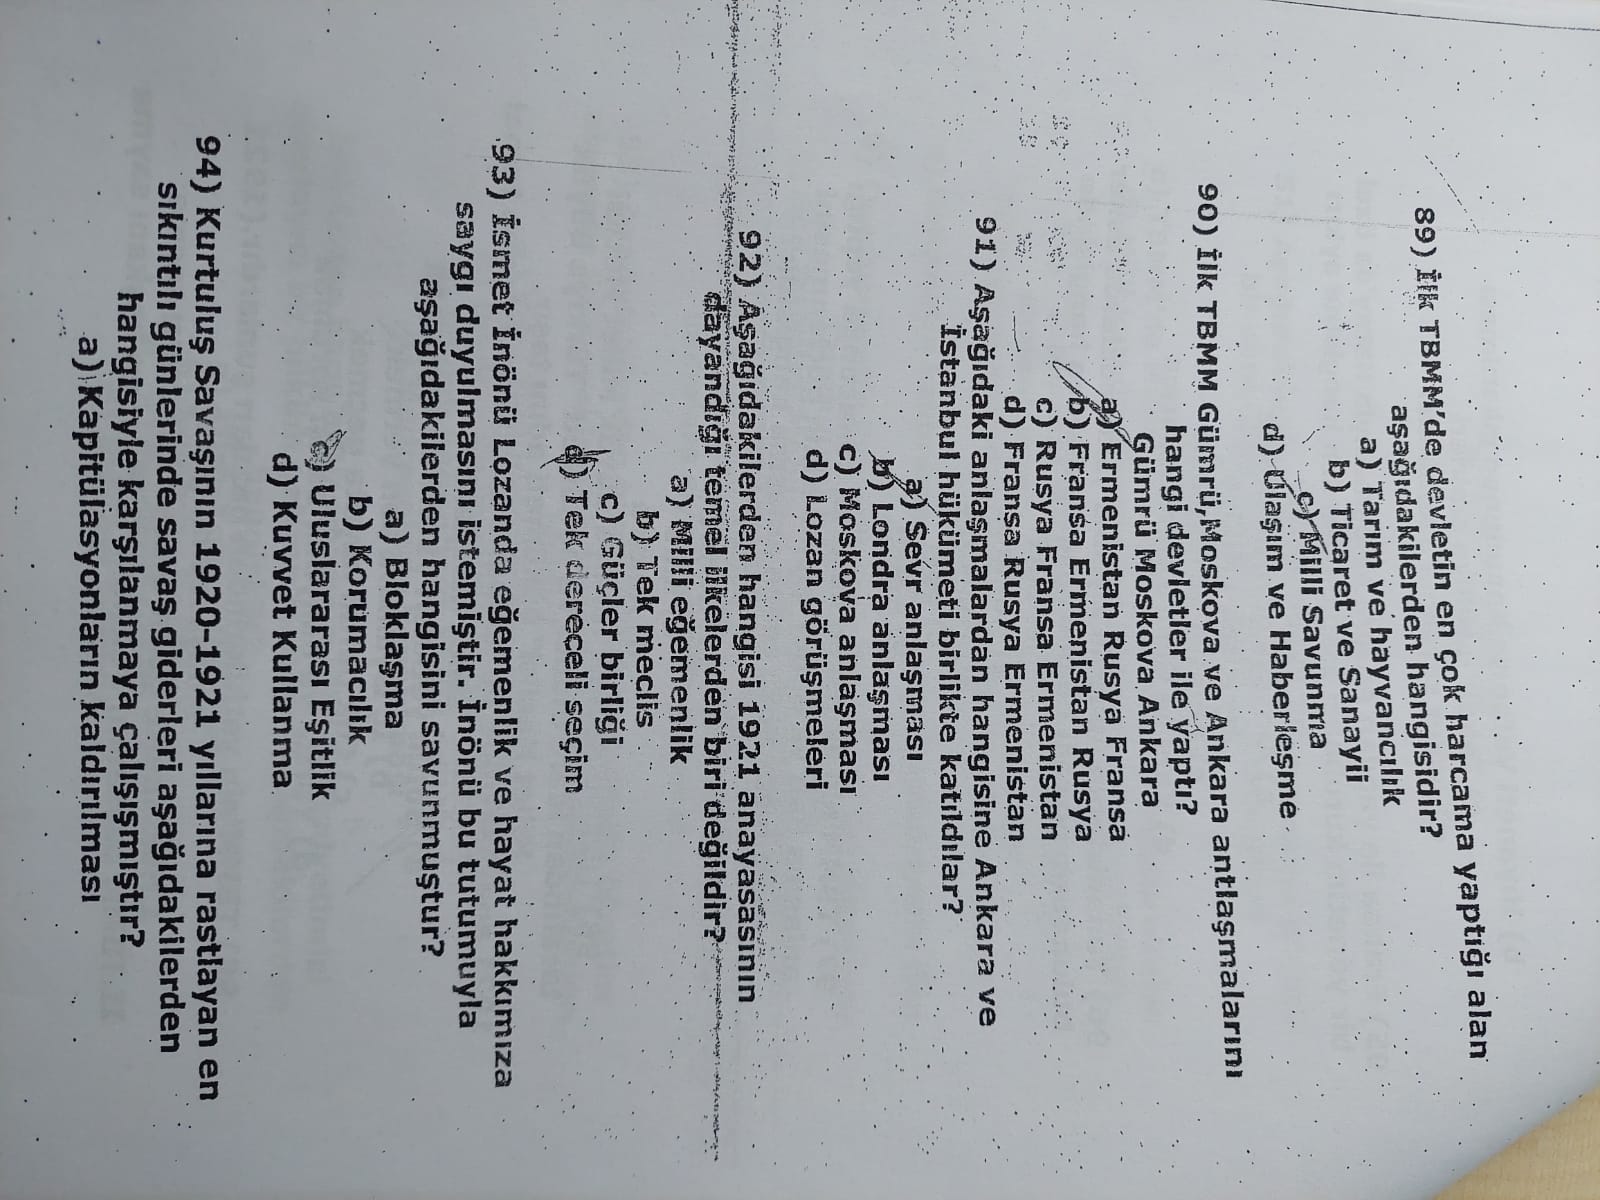 89) İlk TBMM'de devletin en çok harcama yaptığı alan
aşağıdakilerden hangisidir?
a) Tarım ve hayvancılık
b) Ticaret ve Sanayii
c) Milli Savunma
d) Ulaşım ve Haberleşme
90) İlk TBMM Gümrü,Moskova ve Ankara antlaşmalarını
hangi devletler ile yaptı?
Gümrü Moskova Ankara
a) Ermenistan Rusya Fransa
b) Fransa Ermenistan Rusya
c) Rusya Fransa Ermenistan
d) Fransa Rusya Ermenistan
91) Aşağıdaki anlaşmalardan hangisine Ankara ve
İstanbul hükümeti birlikte katıldılar?
a) Sevr anlaşması
b) Londra anlaşması
c) Moskova anlaşması
d) Lozan görüşmeleri
92) Aşağıdakilerden hangisi 1921 anayasasının
dayandığı temel ilkelerden biri değildir?
a) Milli eğemenlik
b) Tek meclis
c) Güçler birliği
d) Tek dereceli seçim
93) İsmet İnönü Lozanda eğemenlik ve hayat hakkımıza
saygı duyulmasını istemiştir. İnönü bu tutumuyla
aşağıdakilerden hangisini savunmuştur?
a) Bloklaşma
b) Korumacılık
c) Uluslararası Eşitlik
d) Kuvvet Kullanma
94) Kurtuluş Savaşının 1920-1921 yıllarına rastlayan en
sıkıntılı günlerinde savaş giderleri aşağıdakilerden
hangisiyle karşılanmaya çalışışmıştır?
a) Kapitülasyonların kaldırılması